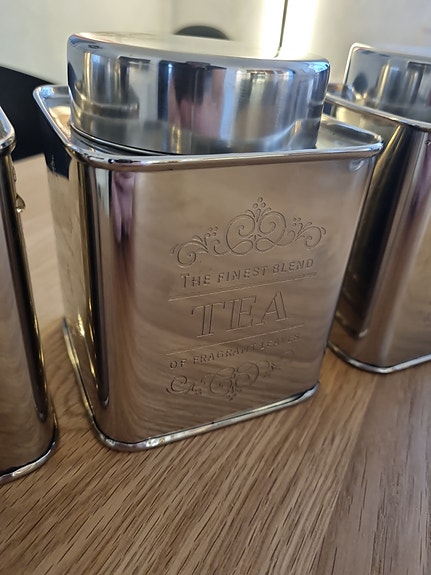 THE FINEST BLEND
TEA
OF FRAGRANT LEAVES